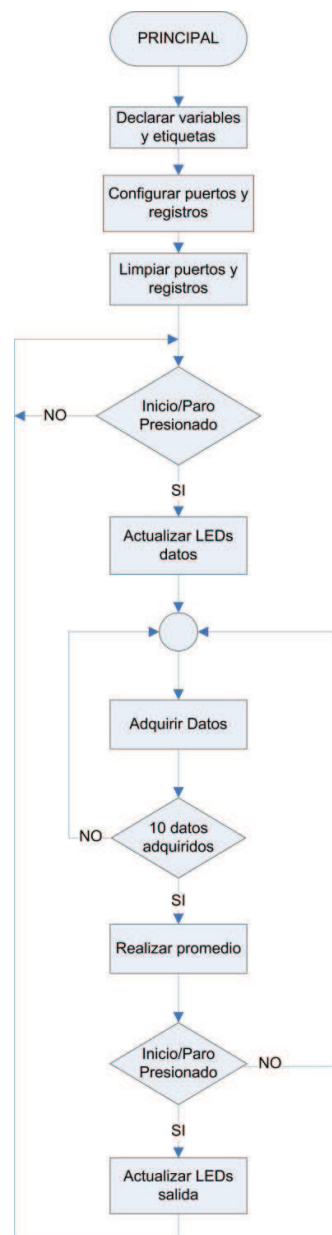 PRINCIPAL
Declarar variables
y etiquetas
Configurar puertos y
registros
Limpiar puertos y
registros
Inicio/Paro
Presionado
NO
SI
Actualizar LEDs
datos
Adquirir Datos
10 datos
adquiridos
NO
SI
Realizar promedio
Inicio/Paro
Presionado
NO
SI
Actualizar LEDs
salida